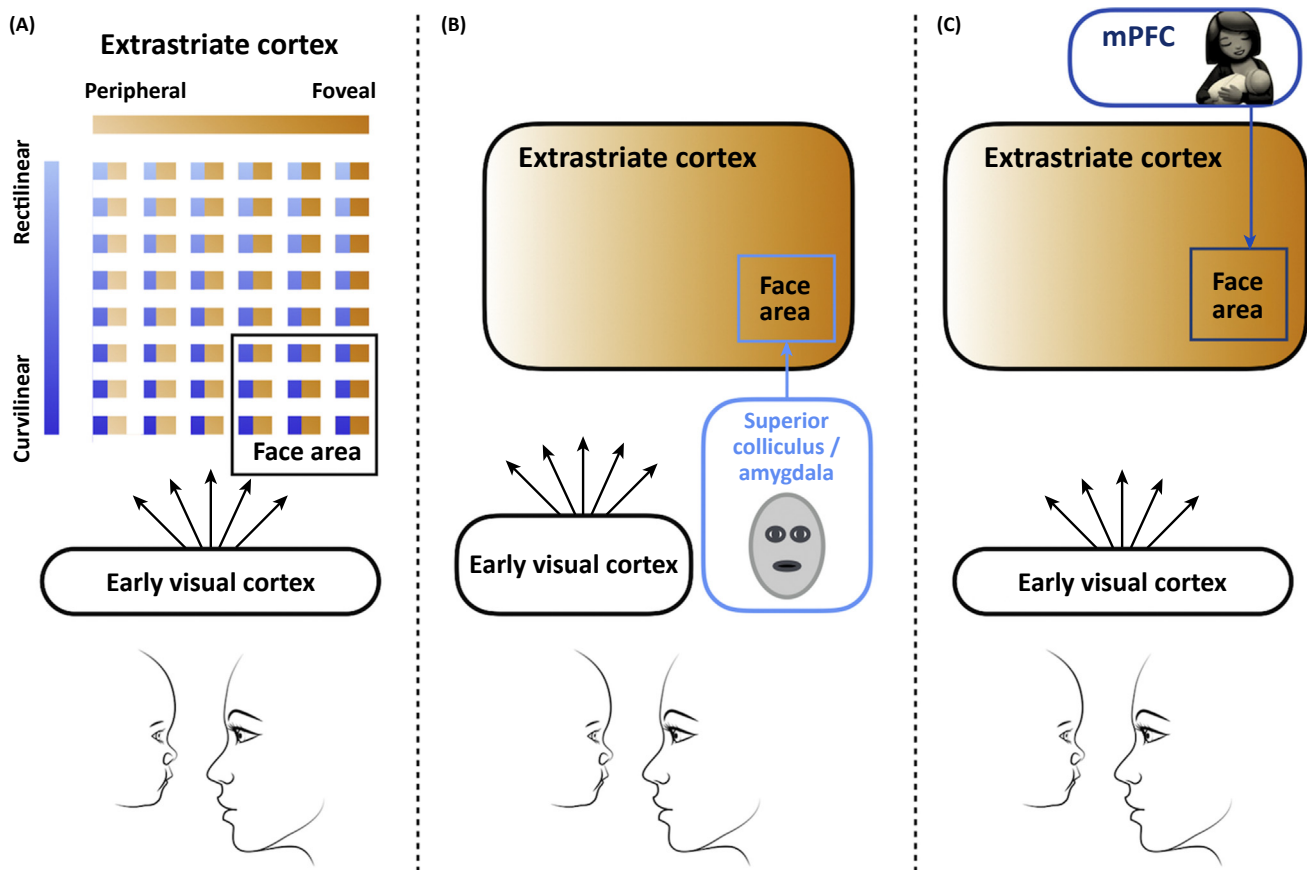 (A)
Extrastriate cortex
Peripheral
Foveal
Rectilinear
Curvilinear
Face area
Early visual cortex
(B)
Extrastriate cortex
Face
area
Superior
colliculus /
amygdala
Early visual cortex
(C)
mPFC
Extrastriate cortex
Face
area
Early visual cortex